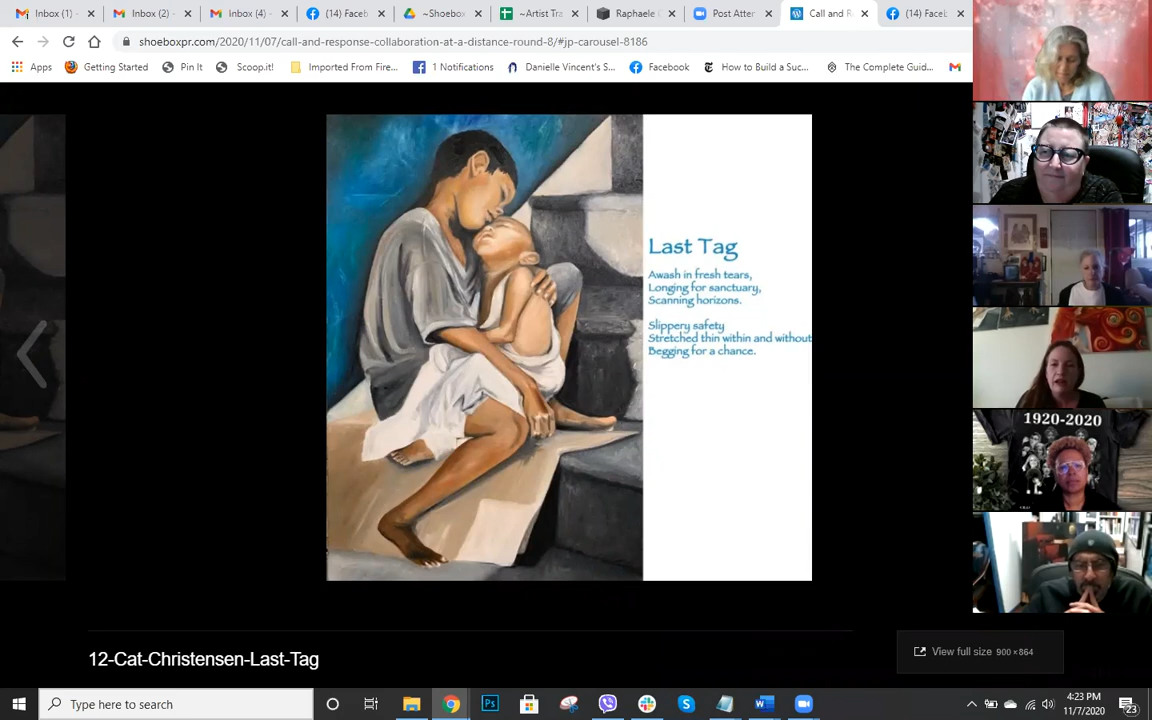 Inbox (1) -
Inbox (2) -
Inbox (4) -
(14) Faceb
~Shoebox
~Artist Tra
Raphaele
Post Atter
Call and R
(14) Faceb
shoeboxpr.com/2020/11/07/call-and-response-collaboration-at-a-distance-round-8/#jp-carousel-8186
Apps
Getting Started
Pin It
Scoop.it!
Imported From Fire...
1 Notifications
Danielle Vincent's S...
Facebook
How to Build a Suc...
The Complete Guid...
Last Tag
Awash in fresh tears,
Longing for sanctuary,
Scanning horizons.
Slippery safety
Stretched thin within and without
Begging for a chance.
1920-2020
12-Cat-Christensen-Last-Tag
View full size 900×864
Type here to search
4:23 PM
11/7/2020
23